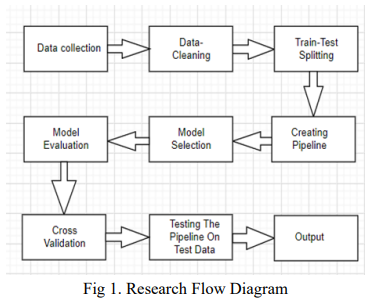 Data collection
Data-
Cleaning
Train-Test
Splitting
Model
Evaluation
Model
Selection
Creating
Pipeline
Cross
Validation
Testing The
Pipeline On
Test Data
Output
Fig 1. Research Flow Diagram